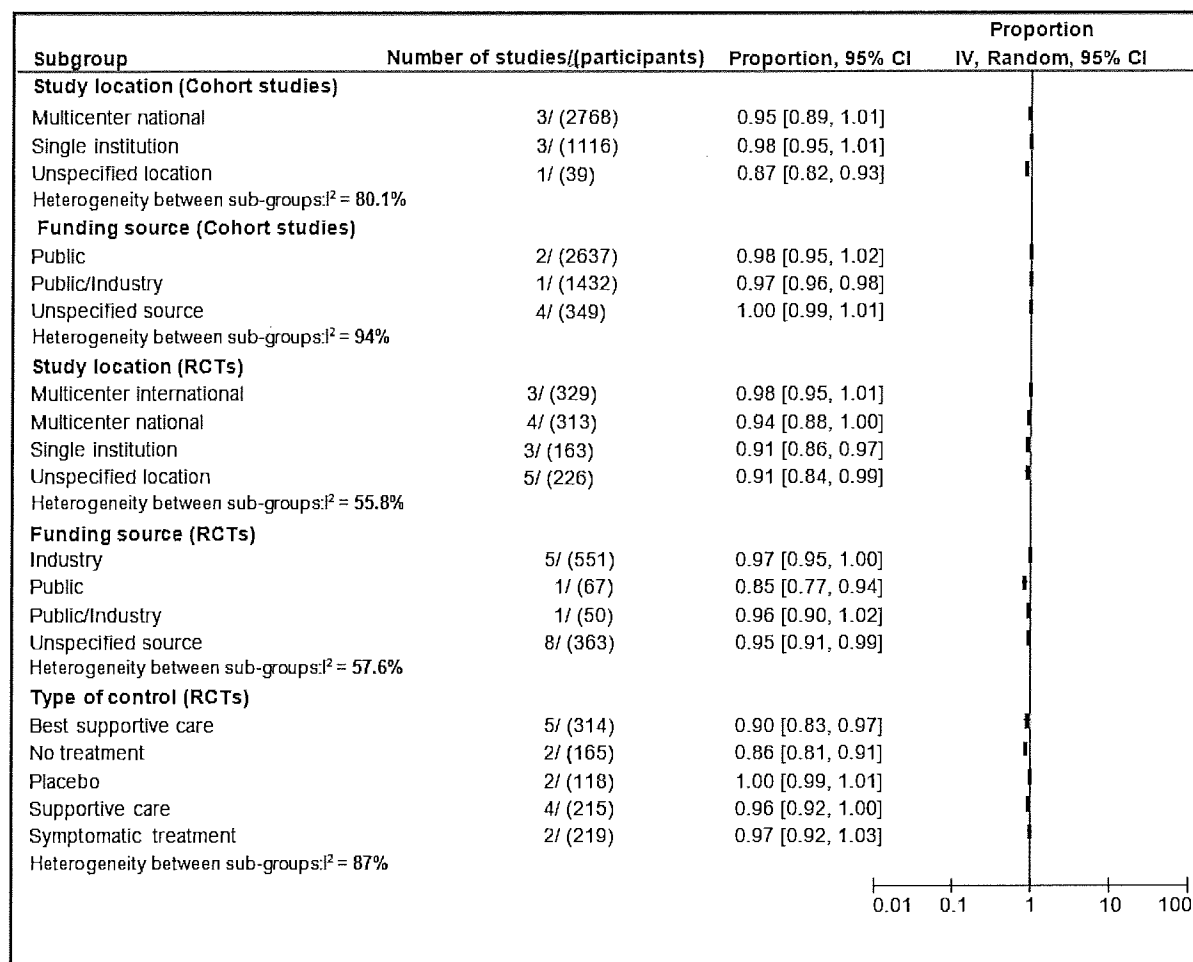 Proportion
Subgroup Number of studies/(participants) Proportion, 95% CI IV, Random, 95% CI
Study location (Cohort studies)
Multicenter national 3/ (2768) 0.95 [0.89, 1.01]
Single institution 3/ (1116) 0.98 [0.95, 1.01]
Unspecified location 1/ (39) 0.87 [0.82, 0.93]
Heterogeneity between sub-groups:I² = 80.1%
Funding source (Cohort studies)
Public 2/ (2637) 0.98 [0.95, 1.02]
Public/Industry 1/ (1432) 0.97 [0.96, 0.98]
Unspecified source 4/ (349) 1.00 [0.99, 1.01]
Heterogeneity between sub-groups:I² = 94%
Study location (RCTs)
Multicenter international 3/ (329) 0.98 [0.95, 1.01]
Multicenter national 4/ (313) 0.94 [0.88, 1.00]
Single institution 3/ (163) 0.91 [0.86, 0.97]
Unspecified location 5/ (226) 0.91 [0.84, 0.99]
Heterogeneity between sub-groups:I² = 55.8%
Funding source (RCTs)
Industry 5/ (551) 0.97 [0.95, 1.00]
Public 1/ (67) 0.85 [0.77, 0.94]
Public/Industry 1/ (50) 0.96 [0.90, 1.02]
Unspecified source 8/ (363) 0.95 [0.91, 0.99]
Heterogeneity between sub-groups:I² = 57.6%
Type of control (RCTs)
Best supportive care 5/ (314) 0.90 [0.83, 0.97]
No treatment 2/ (165) 0.86 [0.81, 0.91]
Placebo 2/ (118) 1.00 [0.99, 1.01]
Supportive care 4/ (215) 0.96 [0.92, 1.00]
Symptomatic treatment 2/ (219) 0.97 [0.92, 1.03]
Heterogeneity between sub-groups:I² = 87%
0.01 0.1 1 10 100